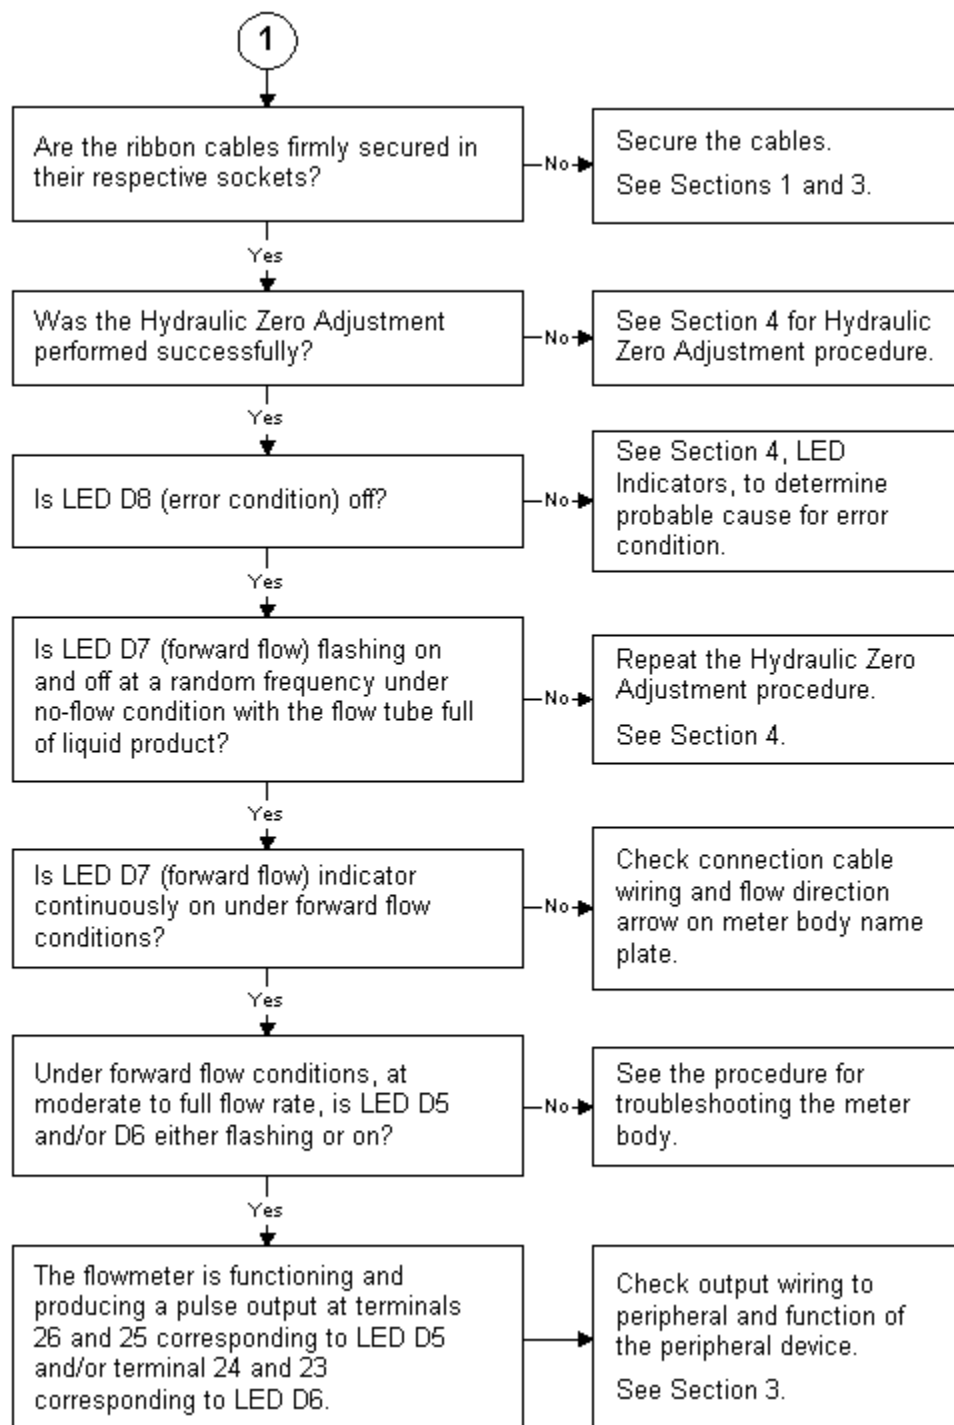 1
Are the ribbon cables firmly secured in
their respective sockets?
No
Secure the cables.
See Sections 1 and 3.
Yes
Was the Hydraulic Zero Adjustment
performed successfully?
No
See Section 4 for Hydraulic
Zero Adjustment procedure.
Yes
Is LED D8 (error condition) off?
No
See Section 4, LED
Indicators, to determine
probable cause for error
condition.
Yes
Is LED D7 (forward flow) flashing on
and off at a random frequency under
no-flow condition with the flow tube full
of liquid product?
No
Repeat the Hydraulic Zero
Adjustment procedure.
See Section 4.
Yes
Is LED D7 (forward flow) indicator
continuously on under forward flow
conditions?
No
Check connection cable
wiring and flow direction
arrow on meter body name
plate.
Yes
Under forward flow conditions, at
moderate to full flow rate, is LED D5
and/or D6 either flashing or on?
No
See the procedure for
troubleshooting the meter
body.
Yes
The flowmeter is functioning and
producing a pulse output at terminals
26 and 25 corresponding to LED D5
and/or terminal 24 and 23
corresponding to LED D6.
Check output wiring to
peripheral and function of
the peripheral device.
See Section 3.